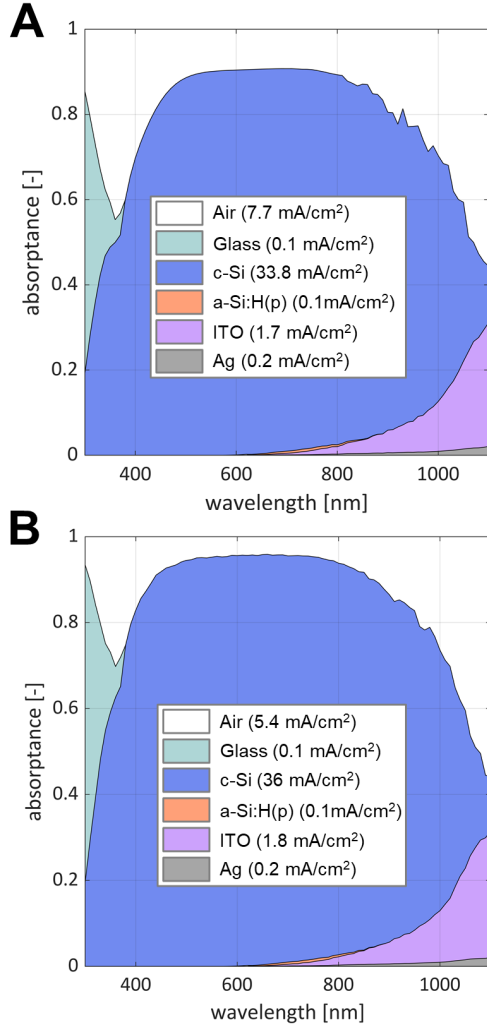 A
1
0.8
0.6
0.4
0.2
0
absorptance [-]
Air (7.7 mA/cm²)
Glass (0.1 mA/cm²)
c-Si (33.8 mA/cm²)
a-Si:H(p) (0.1mA/cm²)
ITO (1.7 mA/cm²)
Ag (0.2 mA/cm²)
400 600 800 1000
wavelength [nm]
B
1
0.8
0.6
0.4
0.2
0
absorptance [-]
Air (5.4 mA/cm²)
Glass (0.1 mA/cm²)
c-Si (36 mA/cm²)
a-Si:H(p) (0.1mA/cm²)
ITO (1.8 mA/cm²)
Ag (0.2 mA/cm²)
400 600 800 1000
wavelength [nm]